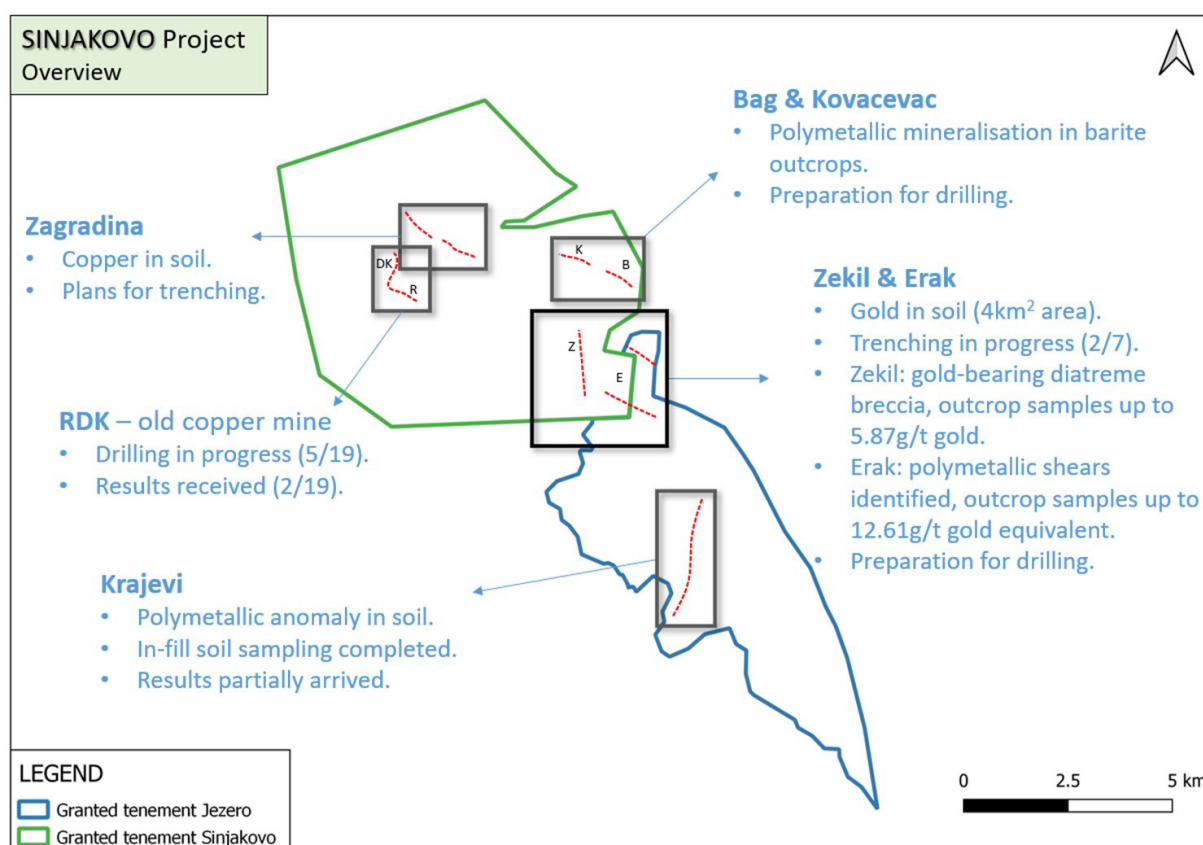 SINJAKOVO Project
Overview
Bag & Kovacevac
• Polymetallic mineralisation in barite
outcrops.
• Preparation for drilling.
Zagradina
• Copper in soil.
• Plans for trenching.
K
B
DK
R
Zekil & Erak
• Gold in soil (4km² area).
• Trenching in progress (2/7).
• Zekil: gold-bearing diatreme
breccia, outcrop samples up to
5.87g/t gold.
• Erak: polymetallic shears
identified, outcrop samples up to
12.61g/t gold equivalent.
• Preparation for drilling.
Z
E
RDK – old copper mine
• Drilling in progress (5/19).
• Results received (2/19).
Krajevi
• Polymetallic anomaly in soil.
• In-fill soil sampling completed.
• Results partially arrived.
LEGEND
Granted tenement Jezero
Granted tenement Sinjakovo
0 2.5 5 km